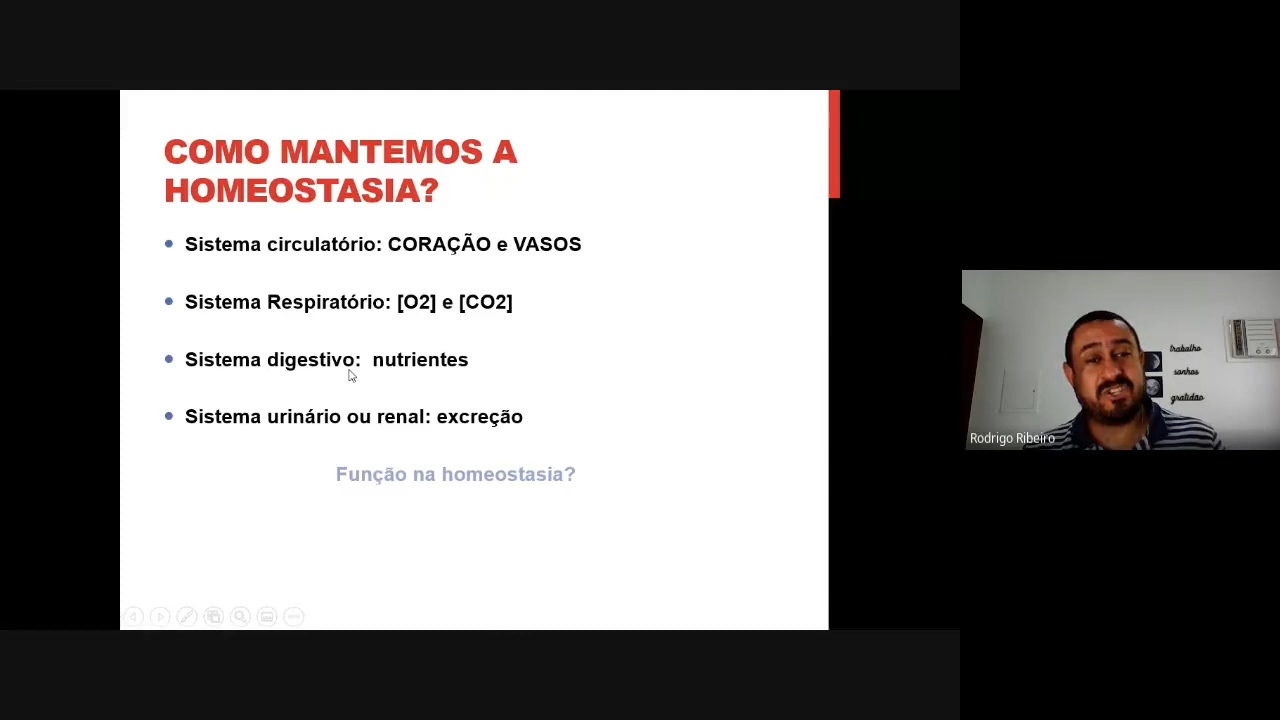 COMO MANTEMOS A
HOMEOSTASIA?
Sistema circulatório: CORAÇÃO e VASOS
Sistema Respiratório: [O2] e [CO2]
Sistema digestivo:  nutrientes
Sistema urinário ou renal: excreção
Função na homeostasia?
trabalho
sonhos
gratidão
Rodrigo Ribeiro